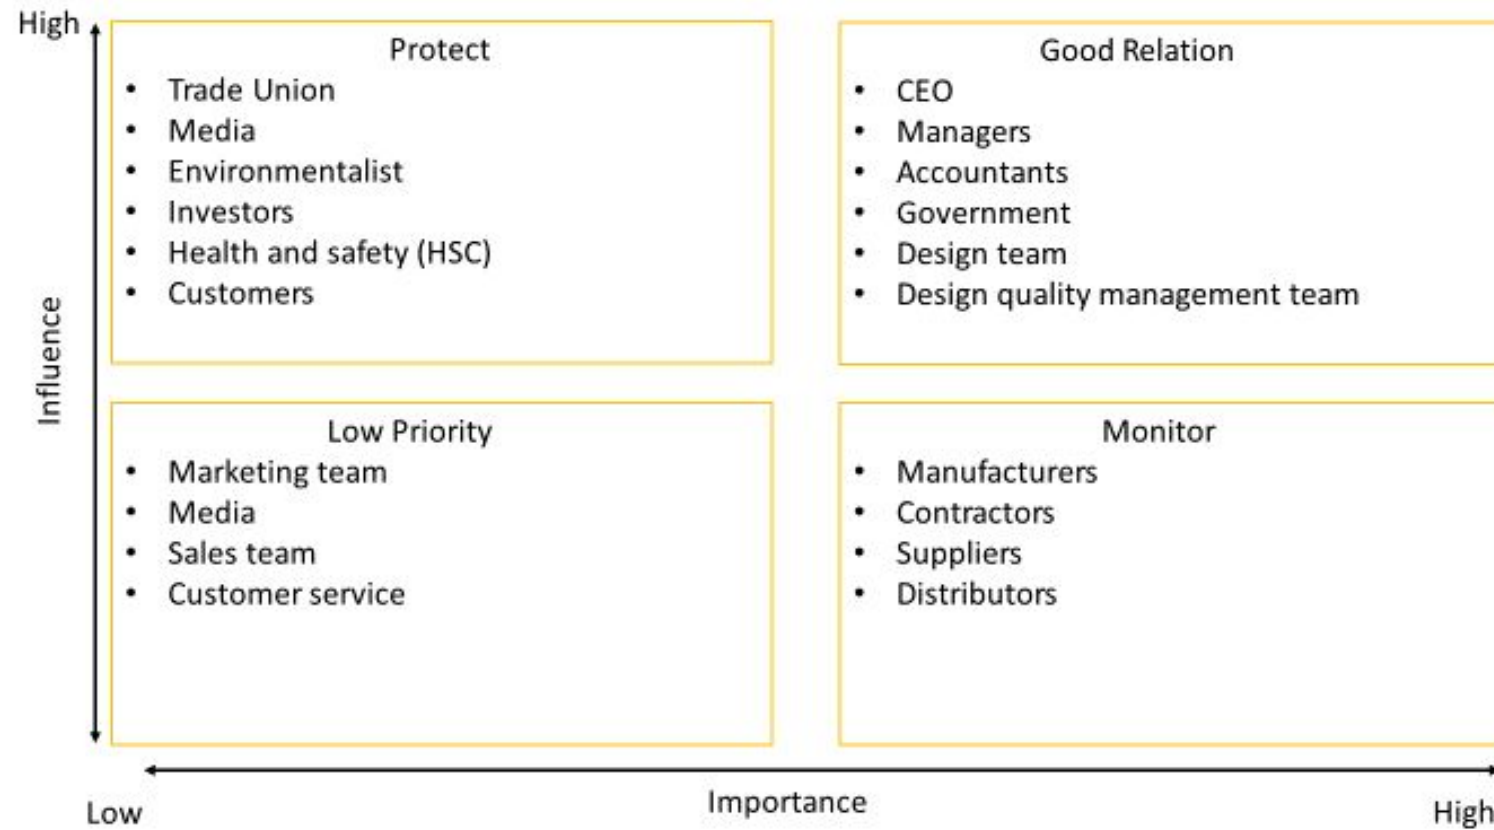 High
Protect
• Trade Union
• Media
• Environmentalist
• Investors
• Health and safety (HSC)
• Customers
Good Relation
• CEO
• Managers
• Accountants
• Government
• Design team
• Design quality management team
Influence
Low Priority
• Marketing team
• Media
• Sales team
• Customer service
Monitor
• Manufacturers
• Contractors
• Suppliers
• Distributors
Low
Importance
High